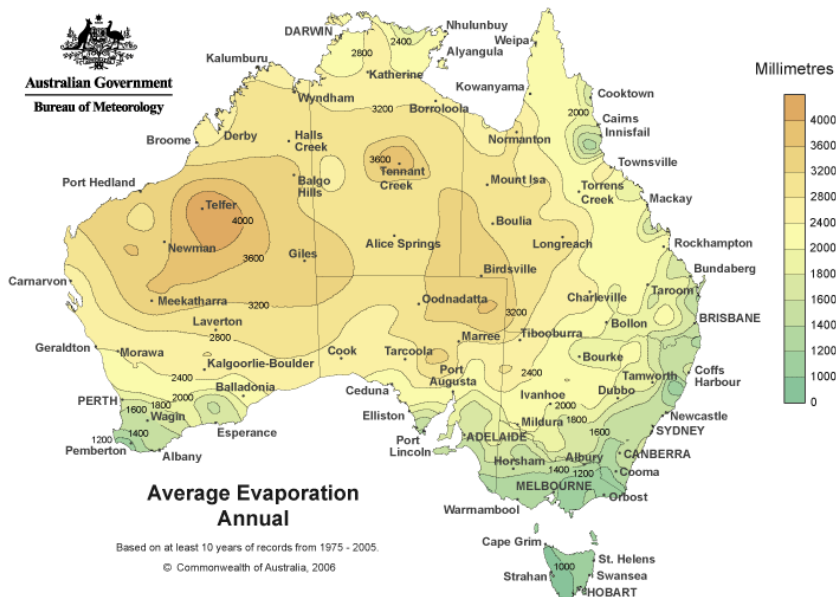 Australian Government
Bureau of Meteorology
DARWIN
Nhulunbuy
2400
Weipa
Alyangula
2800
Kalumburu
Katherine
Millimetres
Kowanyama
Cooktown
Wyndham
3200
Borroloola
2000
4000
Cairns
Innisfail
3600
Broome
Derby
Halls
Creek
Normanton
3200
3600
Tennant
Creek
Townsville
2800
Port Hedland
Balgo
Hills
Mount Isa
Torrens
Creek
2400
Mackay
Telfer
4000
Boulia
2000
Newman
Alice Springs
Longreach
Rockhampton
1800
3600
Giles
Birdsville
Bundaberg
1600
Carnarvon
Meekatharra
3200
Oodnadatta
Charleville
Taroom
1400
Laverton
3200
Bollon
BRISBANE
1200
2800
Marree
Tibooburra
Geraldton
Morawa
Cook
Tarcoola
Bourke
1000
Kalgoorlie-Boulder
Port
Augusta
2400
Tamworth
Coffs
Harbour
0
2400
Balladonia
Ceduna
Ivanhoe
Dubbo
PERTH
1600
1800
2000
Wagin
Elliston
2000
1800
Newcastle
Esperance
Mildura
1600
SYDNEY
1200
1400
Port
Lincoln
ADELAIDE
Pemberton
Albany
Horsham
Albury
CANBERRA
1400
1200
Cooma
MELBOURNE
Orbost
Warrnambool
Average Evaporation
Annual
Based on at least 10 years of records from 1975 - 2005.
© Commonwealth of Australia, 2006
Cape Grim
St. Helens
1000
Strahan
Swansea
HOBART